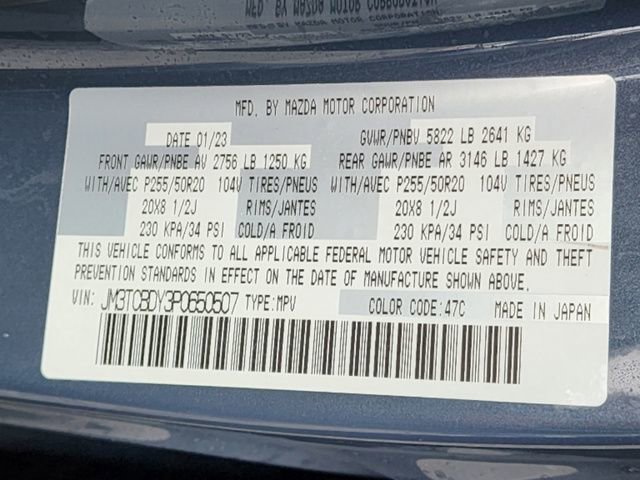 MFD. BY MAZDA MOTOR CORPORATION
DATE 01/23 GVWR/PNBV 5822 LB 2641 KG
FRONT GAWR/PNBE AV 2756 LB 1250 KG REAR GAWR/PNBE AR 3146 LB 1427 KG
WITH/AVEC P255/50R20 104V TIRES/PNEUS WITH/AVEC P255/50R20 104V TIRES/PNEUS
20X8 1/2J RIMS/JANTES 20X8 1/2J RIMS/JANTES
230 KPA/34 PSI COLD/A FROID 230 KPA/34 PSI COLD/A FROID
THIS VEHICLE CONFORMS TO ALL APPLICABLE FEDERAL MOTOR VEHICLE SAFETY AND THEFT
PREVENTION STANDARDS IN EFFECT ON THE DATE OF MANUFACTURE SHOWN ABOVE.
VIN: JM3TCBDY3P0650507 TYPE:MPV COLOR CODE:47C MADE IN JAPAN